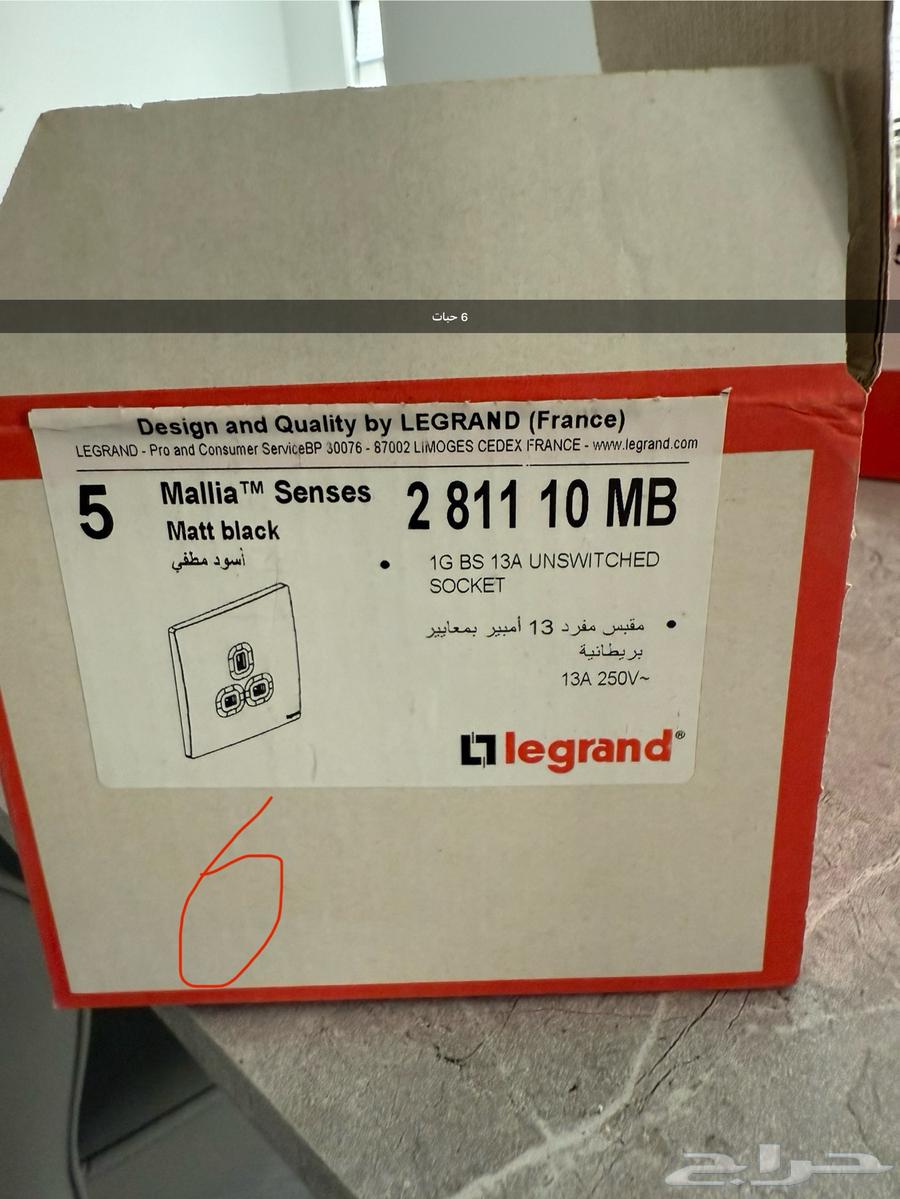 6 حبات
Design and Quality by LEGRAND (France)
LEGRAND - Pro and Consumer ServiceBP 30076 - 87002 LIMOGES CEDEX FRANCE - www.legrand.com
5 Mallia™ Senses 2 811 10 MB
Matt black
أسود مطفي
• 1G BS 13A UNSWITCHED
SOCKET
• مقبس مفرد 13 أمبير بمعايير
بريطانية
13A 250V~
legrand®
6
حراج